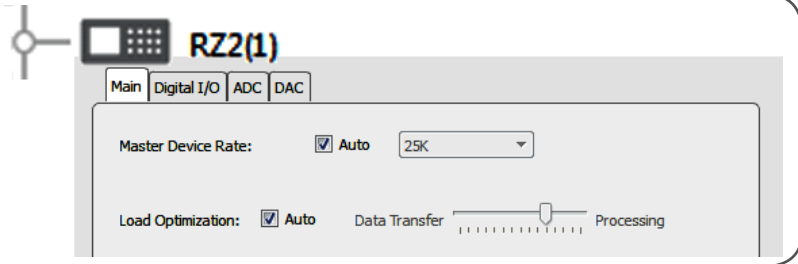 RZ2(1)
Main Digital I/O ADC DAC
Master Device Rate: Auto 25K
Load Optimization: Auto Data Transfer Processing